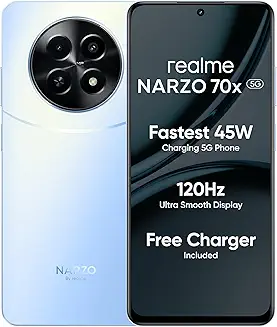 realme
NARZO 70x 5G
Fastest 45W
Charging 5G Phone
120Hz
Ultra Smooth Display
Free Charger
Included
NARZO